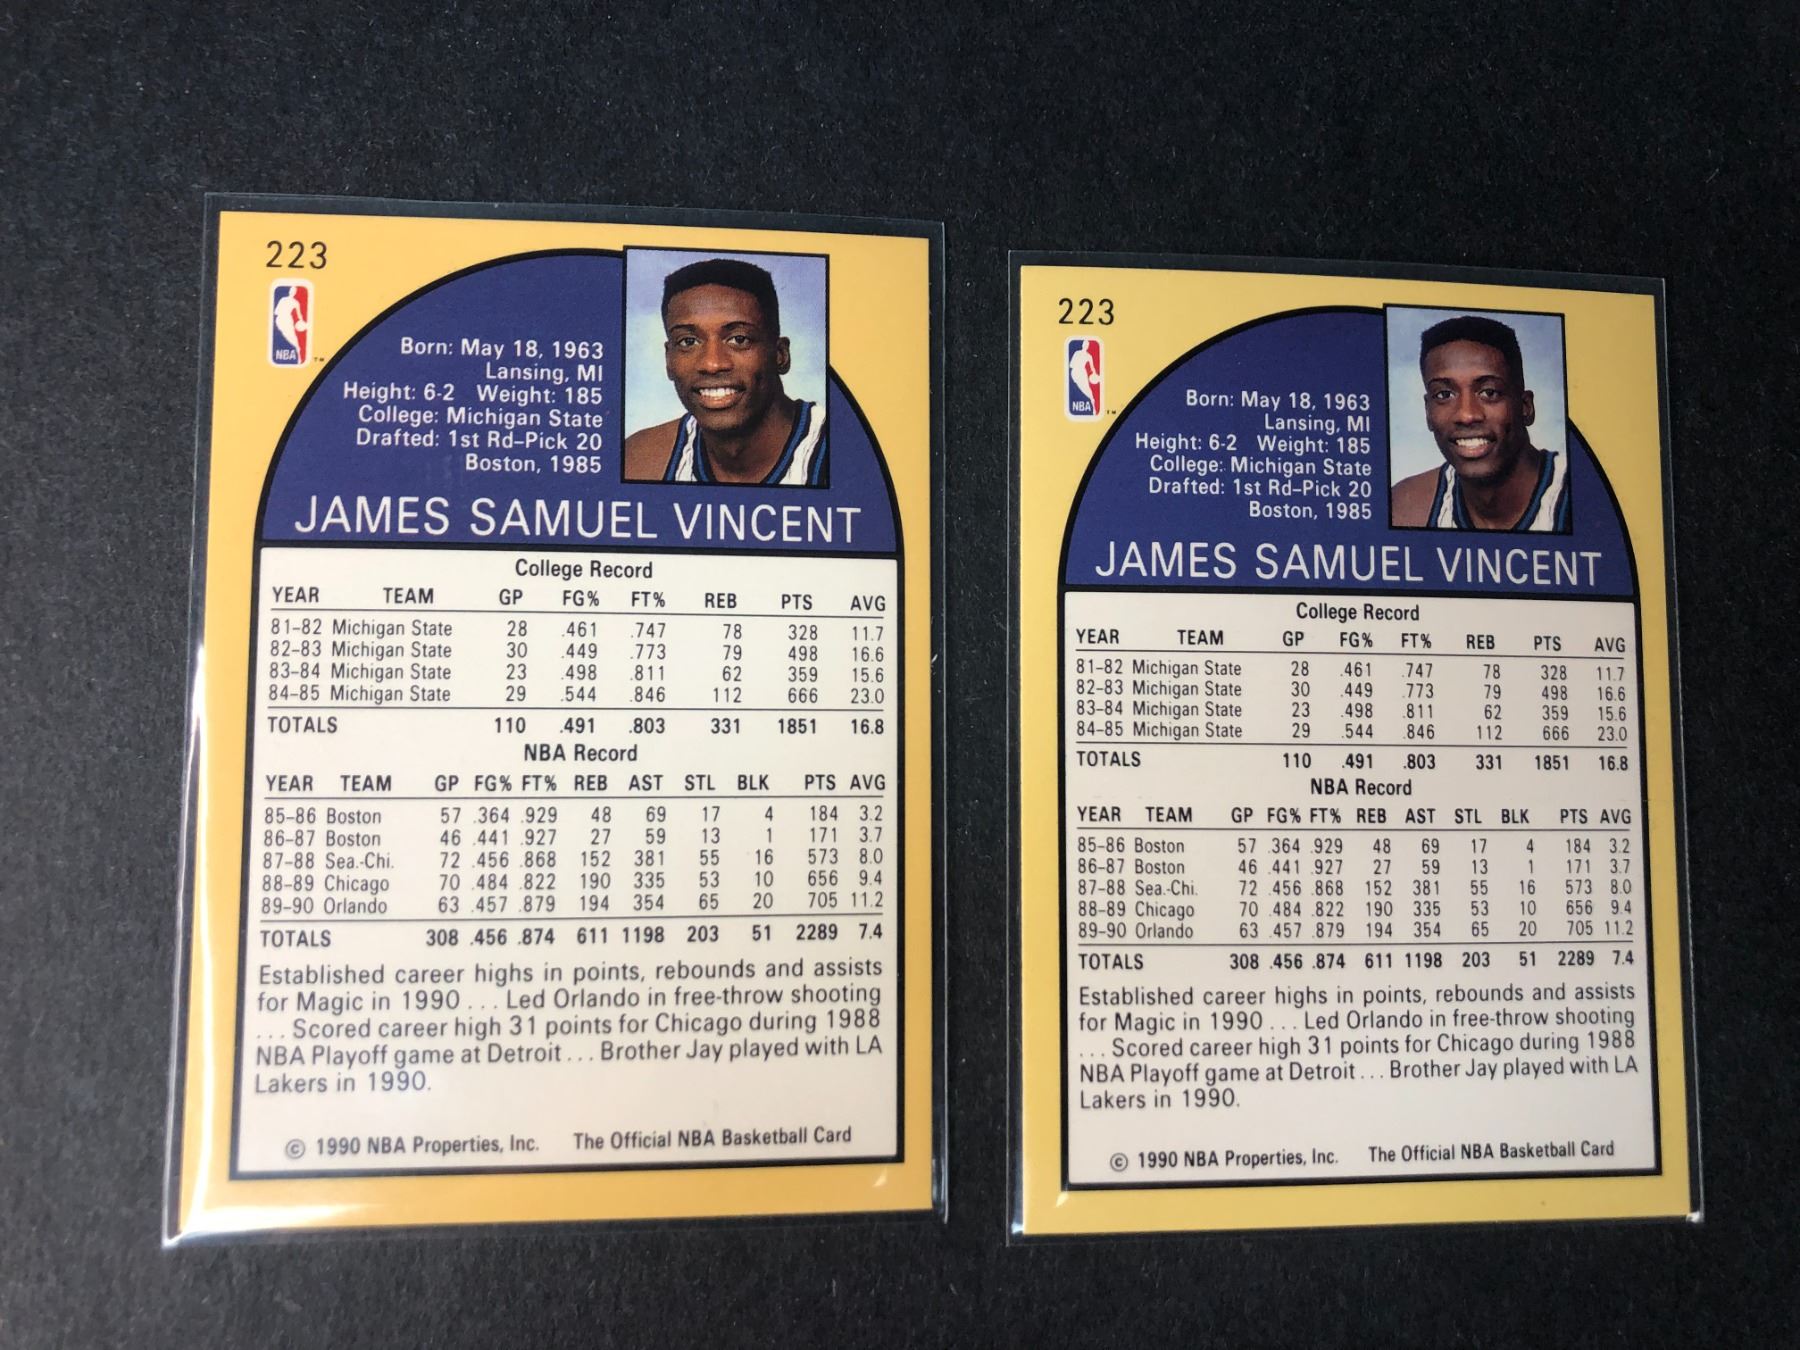 223
NBA
TM
Born: May 18, 1963
Lansing, MI
Height: 6-2 Weight: 185
College: Michigan State
Drafted: 1st Rd–Pick 20
Boston, 1985
JAMES SAMUEL VINCENT
College Record
YEAR TEAM GP FG% FT% REB PTS AVG
81–82 Michigan State 28 .461 .747 78 328 11.7
82–83 Michigan State 30 .449 .773 79 498 16.6
83–84 Michigan State 23 .498 .811 62 359 15.6
84–85 Michigan State 29 .544 .846 112 666 23.0
TOTALS 110 .491 .803 331 1851 16.8
NBA Record
YEAR TEAM GP FG% FT% REB AST STL BLK PTS AVG
85–86 Boston 57 .364 .929 48 69 17 4 184 3.2
86–87 Boston 46 .441 .927 27 59 13 1 171 3.7
87–88 Sea.-Chi. 72 .456 .868 152 381 55 16 573 8.0
88–89 Chicago 70 .484 .822 190 335 53 10 656 9.4
89–90 Orlando 63 .457 .879 194 354 65 20 705 11.2
TOTALS 308 .456 .874 611 1198 203 51 2289 7.4
Established career highs in points, rebounds and assists
for Magic in 1990 . . . Led Orlando in free-throw shooting
. . . Scored career high 31 points for Chicago during 1988
NBA Playoff game at Detroit . . . Brother Jay played with LA
Lakers in 1990.
© 1990 NBA Properties, Inc. The Official NBA Basketball Card
223
NBA
TM
Born: May 18, 1963
Lansing, MI
Height: 6-2 Weight: 185
College: Michigan State
Drafted: 1st Rd–Pick 20
Boston, 1985
JAMES SAMUEL VINCENT
College Record
YEAR TEAM GP FG% FT% REB PTS AVG
81–82 Michigan State 28 .461 .747 78 328 11.7
82–83 Michigan State 30 .449 .773 79 498 16.6
83–84 Michigan State 23 .498 .811 62 359 15.6
84–85 Michigan State 29 .544 .846 112 666 23.0
TOTALS 110 .491 .803 331 1851 16.8
NBA Record
YEAR TEAM GP FG% FT% REB AST STL BLK PTS AVG
85–86 Boston 57 .364 .929 48 69 17 4 184 3.2
86–87 Boston 46 .441 .927 27 59 13 1 171 3.7
87–88 Sea.-Chi. 72 .456 .868 152 381 55 16 573 8.0
88–89 Chicago 70 .484 .822 190 335 53 10 656 9.4
89–90 Orlando 63 .457 .879 194 354 65 20 705 11.2
TOTALS 308 .456 .874 611 1198 203 51 2289 7.4
Established career highs in points, rebounds and assists
for Magic in 1990 . . . Led Orlando in free-throw shooting
. . . Scored career high 31 points for Chicago during 1988
NBA Playoff game at Detroit . . . Brother Jay played with LA
Lakers in 1990.
© 1990 NBA Properties, Inc. The Official NBA Basketball Card